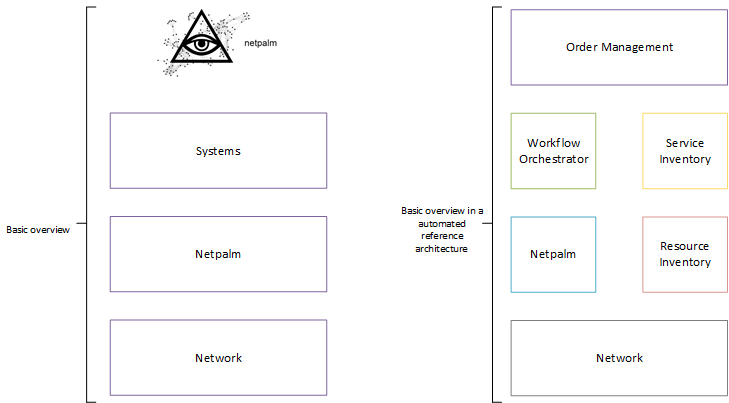 netpalm
Systems
Basic overview
Netpalm
Network
Order Management
Workflow
Orchestrator
Service
Inventory
Basic overview in a
automated
reference
architecture
Netpalm
Resource
Inventory
Network